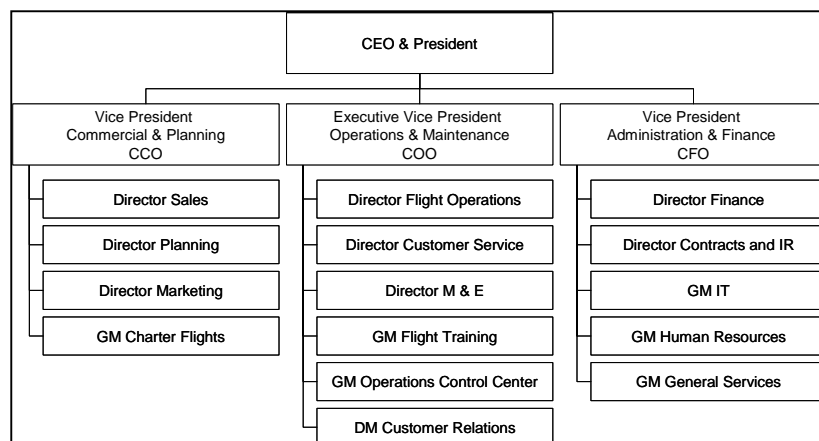 CEO & President
Vice President
Commercial & Planning
CCO
Executive Vice President
Operations & Maintenance
COO
Vice President
Administration & Finance
CFO
Director Sales
Director Planning
Director Marketing
GM Charter Flights
Director Flight Operations
Director Customer Service
Director M & E
GM Flight Training
GM Operations Control Center
DM Customer Relations
Director Finance
Director Contracts and IR
GM IT
GM Human Resources
GM General Services